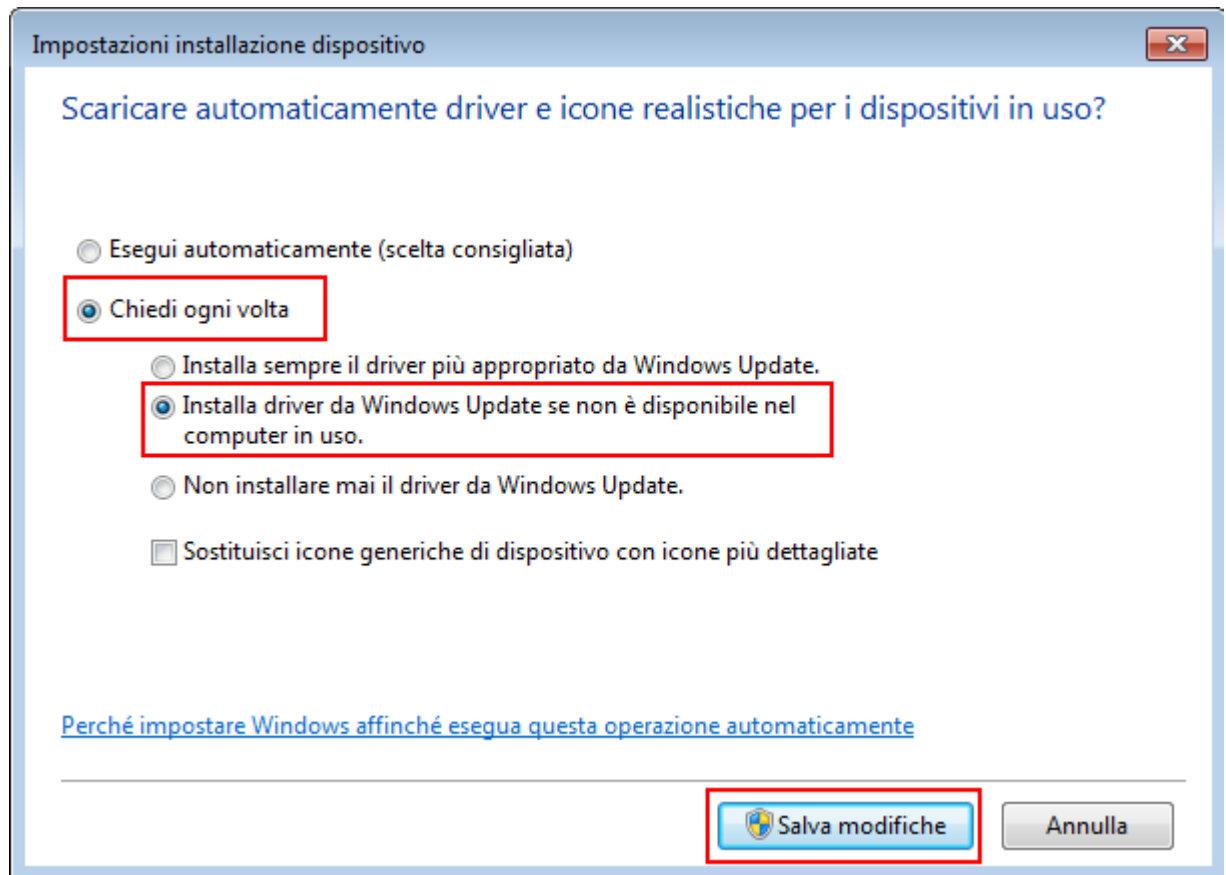 Impostazioni installazione dispositivo
Scaricare automaticamente driver e icone realistiche per i dispositivi in uso?
Esegui automaticamente (scelta consigliata)
Chiedi ogni volta
Installa sempre il driver più appropriato da Windows Update.
Installa driver da Windows Update se non è disponibile nel
computer in uso.
Non installare mai il driver da Windows Update.
Sostituisci icone generiche di dispositivo con icone più dettagliate
Perché impostare Windows affinché esegua questa operazione automaticamente
Salva modifiche
Annulla